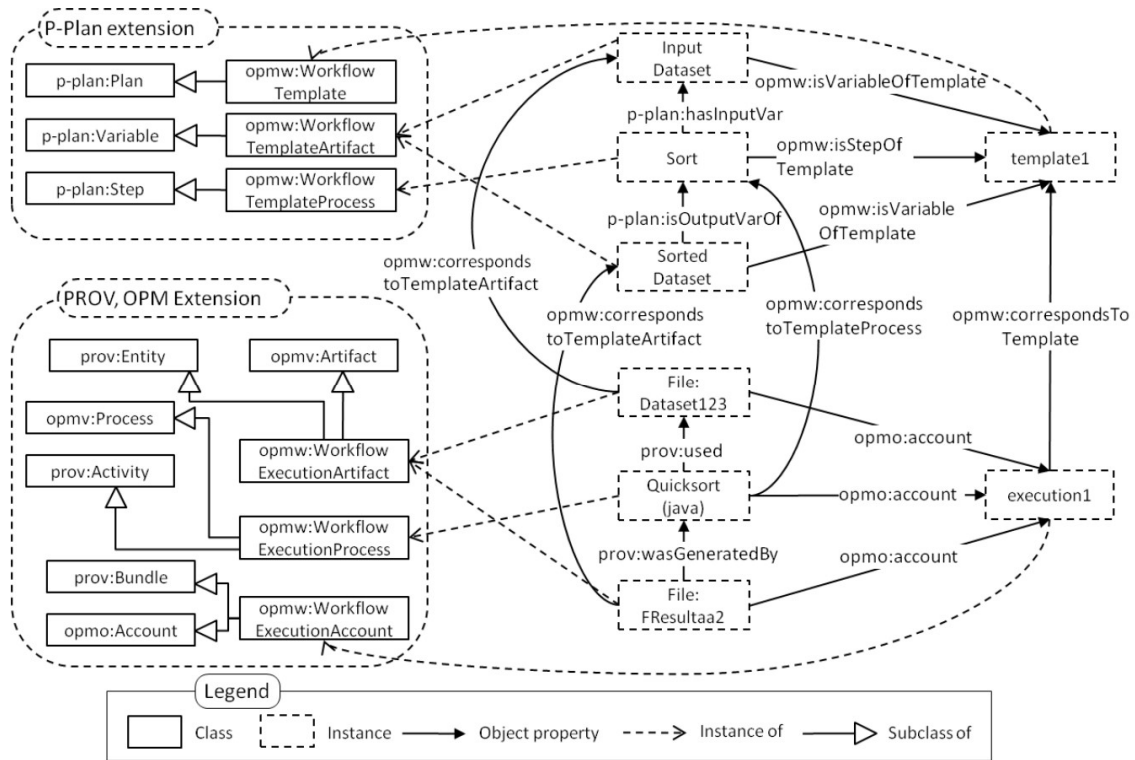 P-Plan extension
p-plan:Plan
opmw:Workflow
Template
p-plan:Variable
opmw:Workflow
TemplateArtifact
p-plan:Step
opmw:Workflow
TemplateProcess
Input
Dataset
opmw:isVariableOfTemplate
p-plan:hasInputVar
Sort
opmw:isStepOf
Template
template1
p-plan:isOutputVarOf
opmw:isVariable
OfTemplate
Sorted
Dataset
opmw:corresponds
toTemplateArtifact
opmw:corresponds
toTemplateArtifact
opmw:corresponds
toTemplateProcess
opmw:correspondsTo
Template
PROV, OPM Extension
prov:Entity
opmv:Artifact
opmv:Process
opmw:Workflow
ExecutionArtifact
prov:Activity
opmw:Workflow
ExecutionProcess
prov:Bundle
opmo:Account
opmw:Workflow
ExecutionAccount
File:
Dataset123
opmo:account
prov:used
Quicksort
(java)
opmo:account
execution1
prov:wasGeneratedBy
opmo:account
File:
FResultaa2
Legend
Class
Instance
Object property
Instance of
Subclass of